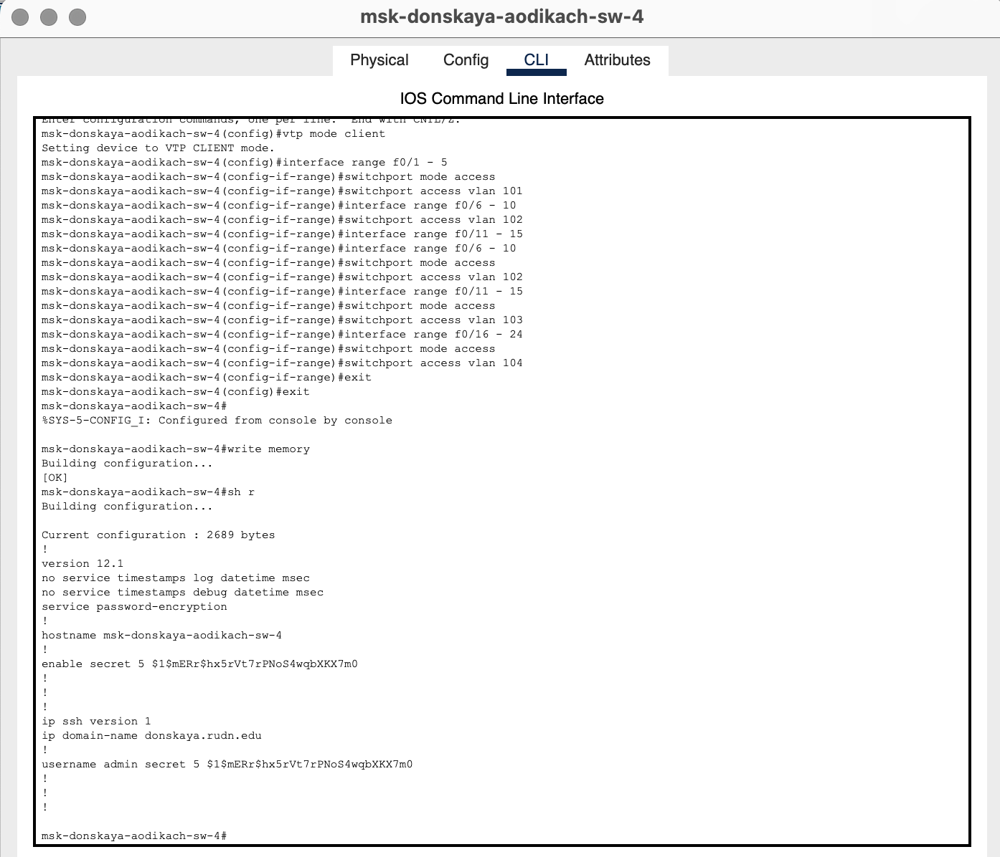 msk-donskaya-aodikach-sw-4
Physical Config CLI Attributes
IOS Command Line Interface
Enter configuration commands, one per line.  End with CNTL/Z.
msk-donskaya-aodikach-sw-4(config)#vtp mode client
Setting device to VTP CLIENT mode.
msk-donskaya-aodikach-sw-4(config)#interface range f0/1 - 5
msk-donskaya-aodikach-sw-4(config-if-range)#switchport mode access
msk-donskaya-aodikach-sw-4(config-if-range)#switchport access vlan 101
msk-donskaya-aodikach-sw-4(config-if-range)#interface range f0/6 - 10
msk-donskaya-aodikach-sw-4(config-if-range)#switchport access vlan 102
msk-donskaya-aodikach-sw-4(config-if-range)#interface range f0/11 - 15
msk-donskaya-aodikach-sw-4(config-if-range)#interface range f0/6 - 10
msk-donskaya-aodikach-sw-4(config-if-range)#switchport mode access
msk-donskaya-aodikach-sw-4(config-if-range)#switchport access vlan 102
msk-donskaya-aodikach-sw-4(config-if-range)#interface range f0/11 - 15
msk-donskaya-aodikach-sw-4(config-if-range)#switchport mode access
msk-donskaya-aodikach-sw-4(config-if-range)#switchport access vlan 103
msk-donskaya-aodikach-sw-4(config-if-range)#interface range f0/16 - 24
msk-donskaya-aodikach-sw-4(config-if-range)#switchport mode access
msk-donskaya-aodikach-sw-4(config-if-range)#switchport access vlan 104
msk-donskaya-aodikach-sw-4(config-if-range)#exit
msk-donskaya-aodikach-sw-4(config)#exit
msk-donskaya-aodikach-sw-4#
%SYS-5-CONFIG_I: Configured from console by console
msk-donskaya-aodikach-sw-4#write memory
Building configuration...
[OK]
msk-donskaya-aodikach-sw-4#sh r
Building configuration...
Current configuration : 2689 bytes
!
version 12.1
no service timestamps log datetime msec
no service timestamps debug datetime msec
service password-encryption
!
hostname msk-donskaya-aodikach-sw-4
!
enable secret 5 $1$mERr$hx5rVt7rPNoS4wqbXKX7m0
!
!
!
ip ssh version 1
ip domain-name donskaya.rudn.edu
!
username admin secret 5 $1$mERr$hx5rVt7rPNoS4wqbXKX7m0
!
!
!
msk-donskaya-aodikach-sw-4#